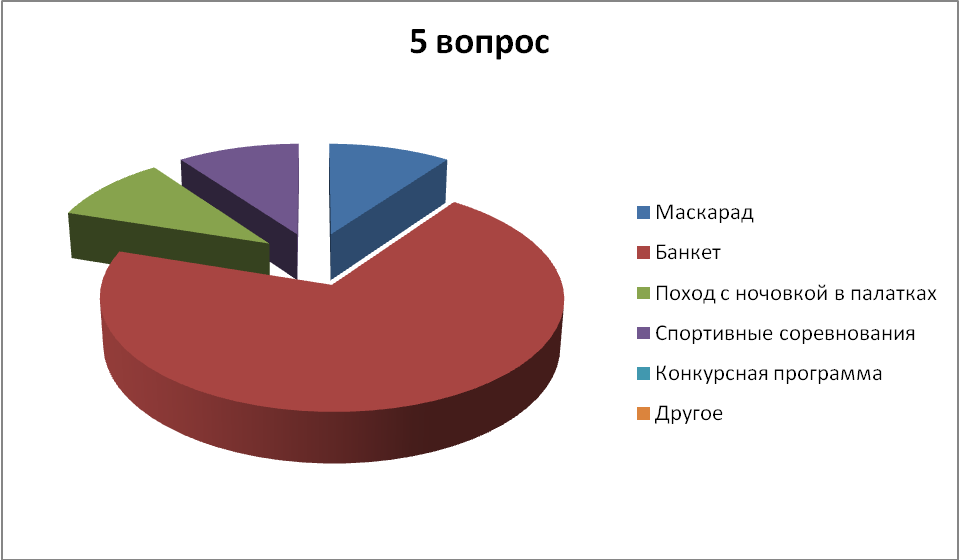 5 вопрос
Маскарад
Банкет
Поход с ночовкой в палатках
Спортивные соревнования
Конкурсная программа
Другое